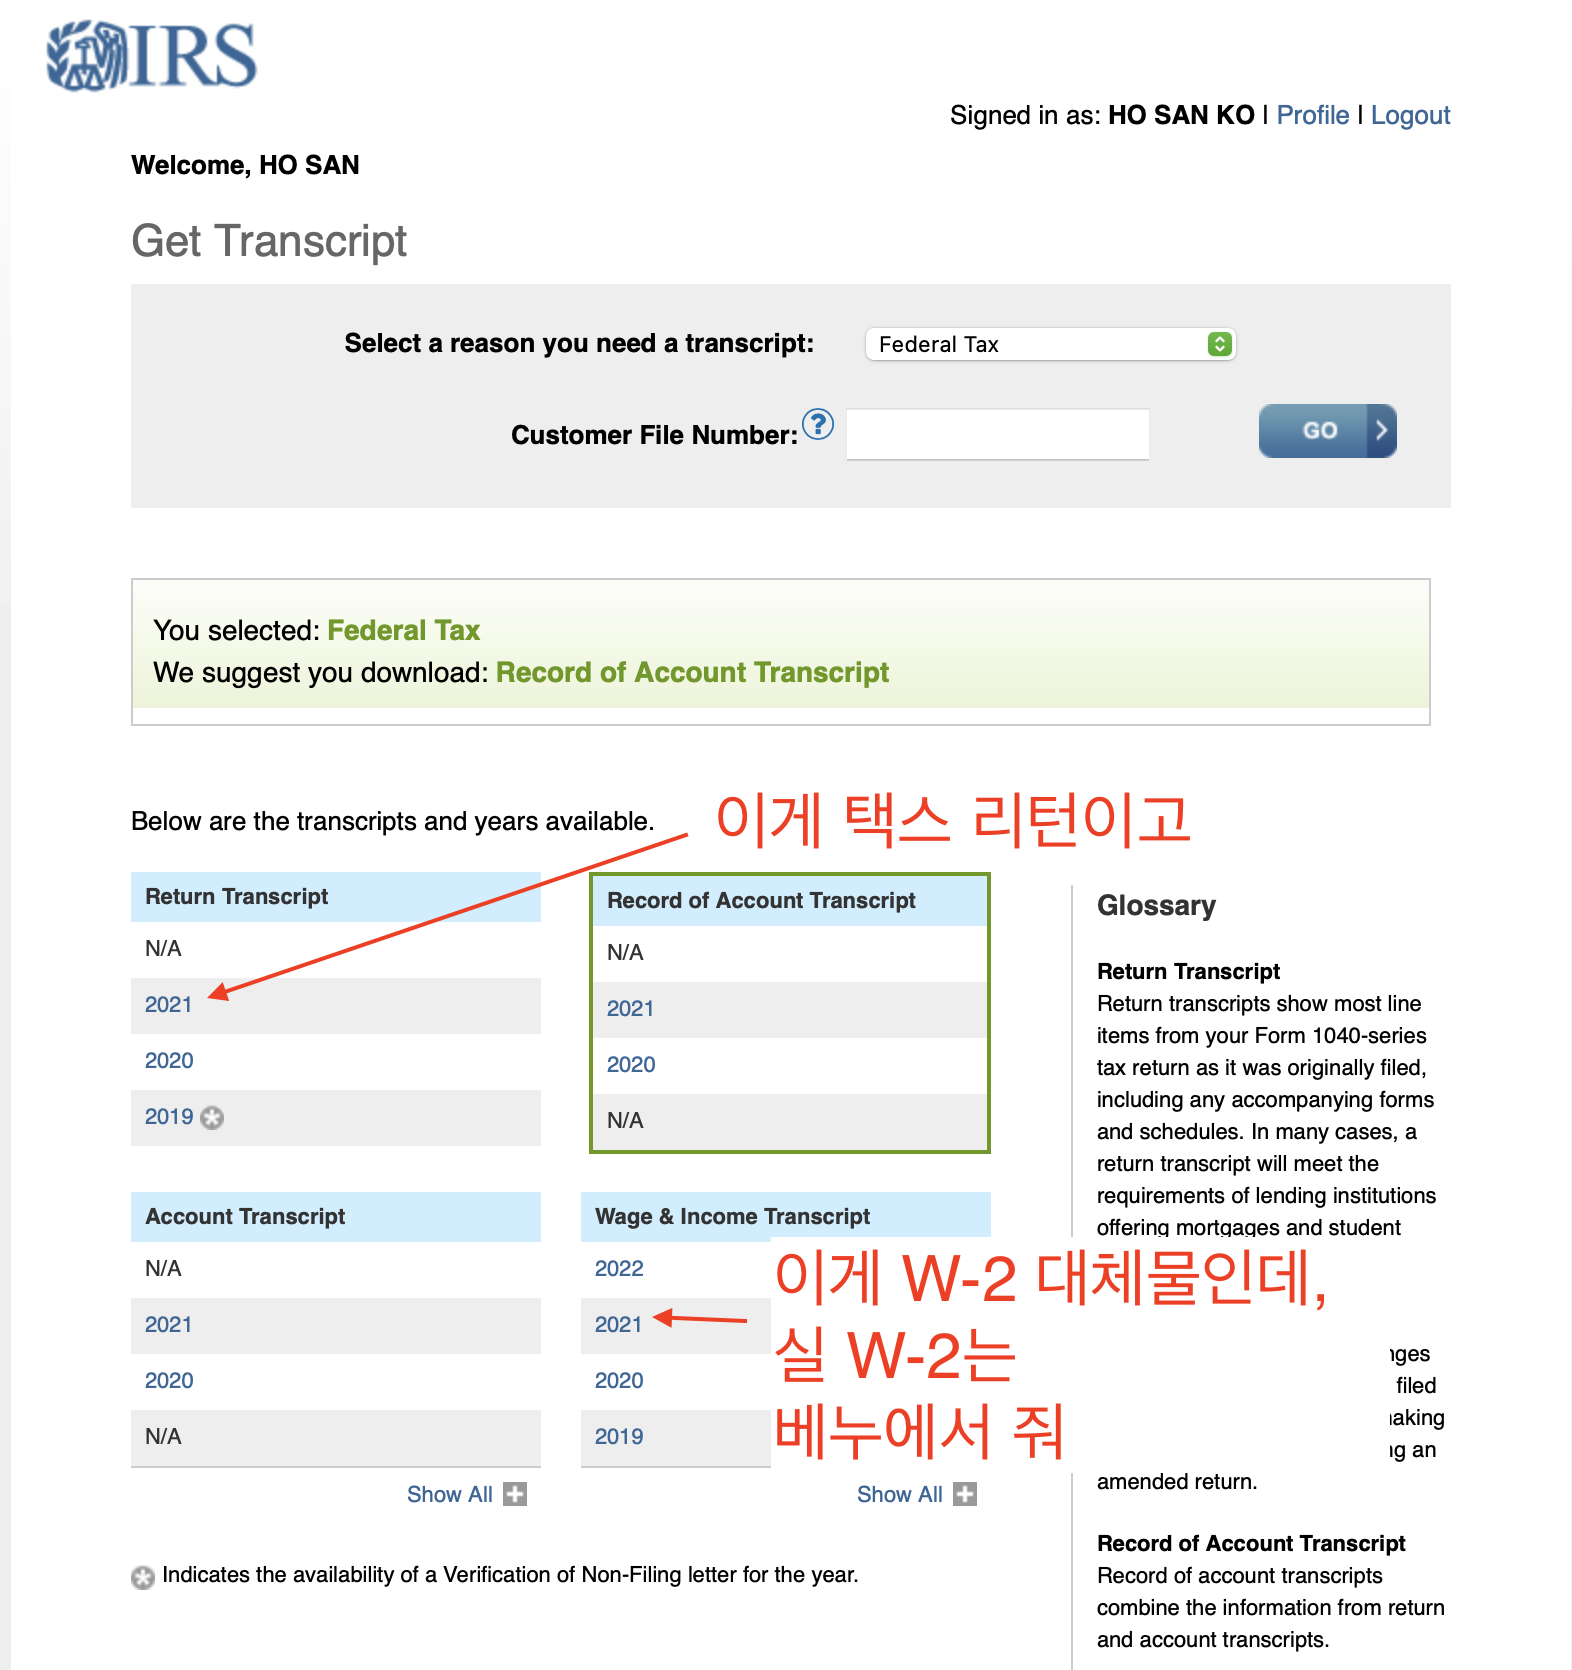 IRS
Signed in as: HO SAN KO | Profile | Logout
Welcome, HO SAN
Get Transcript
Select a reason you need a transcript: Federal Tax
Customer File Number: ?
GO
You selected: Federal Tax
We suggest you download: Record of Account Transcript
이게 택스 리턴이고
Below are the transcripts and years available.
Return Transcript
N/A
2021
2020
2019
Record of Account Transcript
N/A
2021
2020
N/A
Account Transcript
N/A
2021
2020
N/A
Show All
Wage & Income Transcript
2022
2021
2020
2019
Show All
이게 W-2 대체물인데,
실 W-2는
베누에서 줘
Indicates the availability of a Verification of Non-Filing letter for the year.
Glossary
Return Transcript
Return transcripts show most line
items from your Form 1040-series
tax return as it was originally filed,
including any accompanying forms
and schedules. In many cases, a
return transcript will meet the
requirements of lending institutions
offering mortgages and student
filed
an
amended return.
Record of Account Transcript
Record of account transcripts
combine the information from return
and account transcripts.